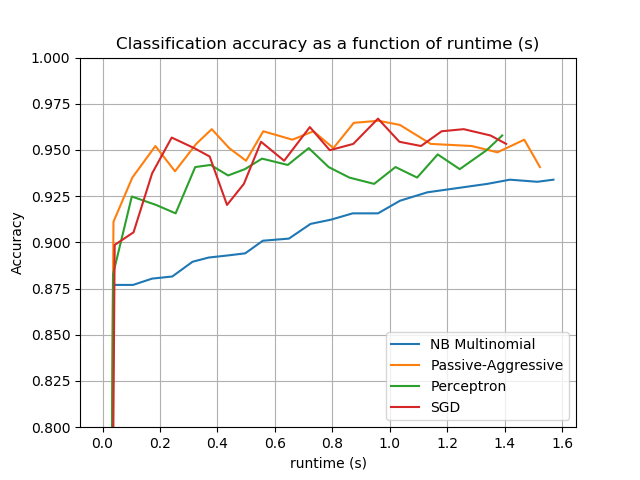 Classification accuracy as a function of runtime (s)
1.000
0.975
0.950
0.925
0.900
0.875
0.850
0.825
0.800
Accuracy
NB Multinomial
Passive-Aggressive
Perceptron
SGD
0.0 0.2 0.4 0.6 0.8 1.0 1.2 1.4 1.6
runtime (s)